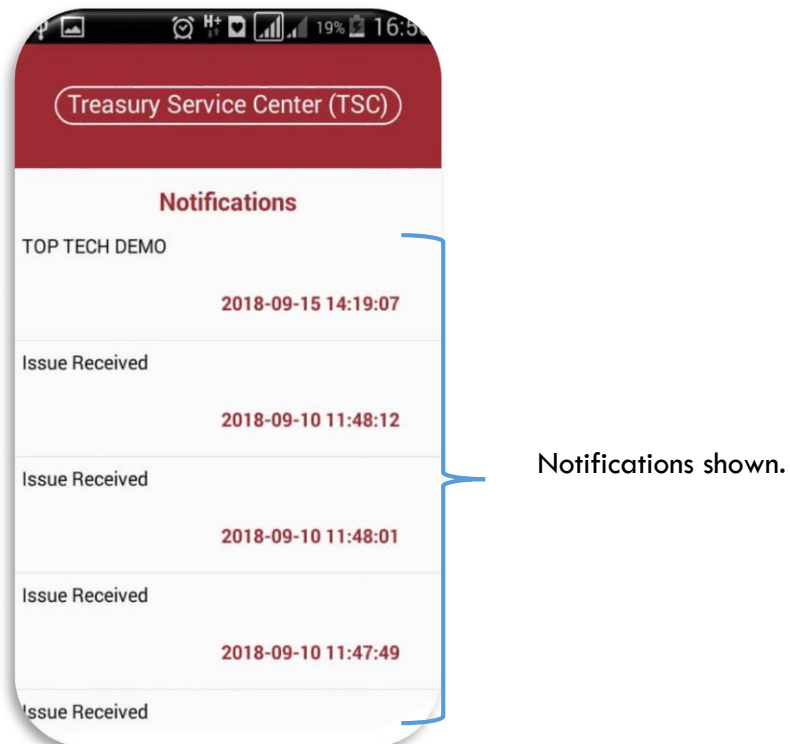 19% 16:5
Treasury Service Center (TSC)
Notifications
TOP TECH DEMO
2018-09-15 14:19:07
Issue Received
2018-09-10 11:48:12
Issue Received
2018-09-10 11:48:01
Issue Received
2018-09-10 11:47:49
Issue Received
Notifications shown.